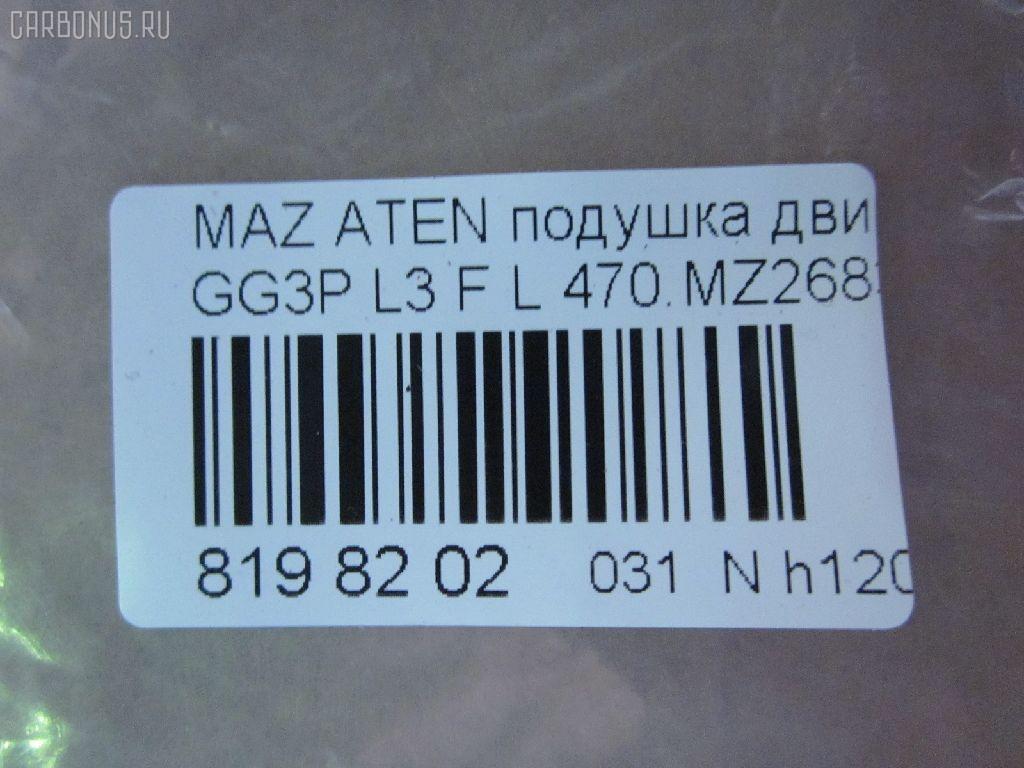 CARBONUS.RU
MAZ ATEN подушка дви
GG3P L3 F L 470.MZ268
819 82 02 031 N h120